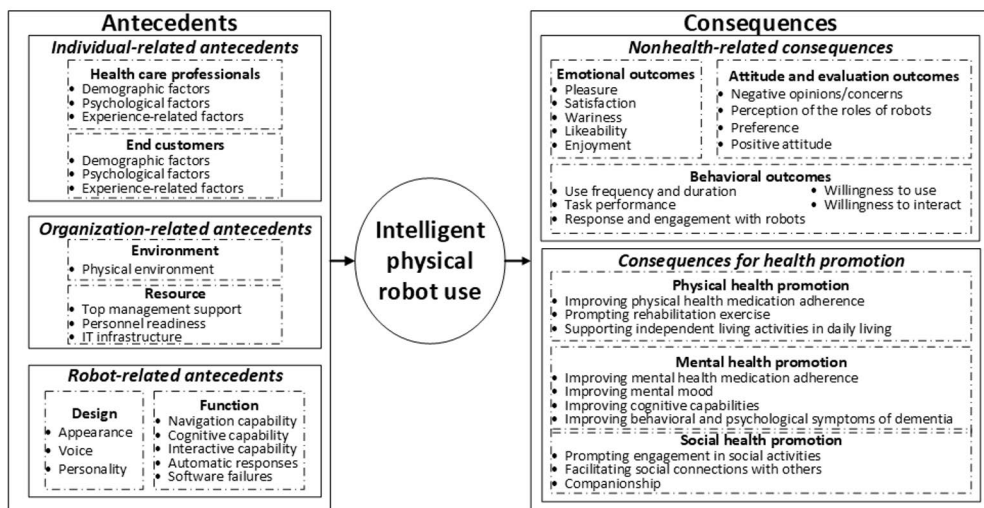 Antecedents
Individual-related antecedents
Health care professionals
• Demographic factors
• Psychological factors
• Experience-related factors
End customers
• Demographic factors
• Psychological factors
• Experience-related factors
Organization-related antecedents
Environment
• Physical environment
Resource
• Top management support
• Personnel readiness
• IT infrastructure
Robot-related antecedents
Design
• Appearance
• Voice
• Personality
Function
• Navigation capability
• Cognitive capability
• Interactive capability
• Automatic responses
• Software failures
Intelligent
physical
robot use
Consequences
Nonhealth-related consequences
Emotional outcomes
• Pleasure
• Satisfaction
• Wariness
• Likeability
• Enjoyment
Attitude and evaluation outcomes
• Negative opinions/concerns
• Perception of the roles of robots
• Preference
• Positive attitude
Behavioral outcomes
• Use frequency and duration
• Task performance
• Response and engagement with robots
• Willingness to use
• Willingness to interact
Consequences for health promotion
Physical health promotion
• Improving physical health medication adherence
• Prompting rehabilitation exercise
• Supporting independent living activities in daily living
Mental health promotion
• Improving mental health medication adherence
• Improving mental mood
• Improving cognitive capabilities
• Improving behavioral and psychological symptoms of dementia
Social health promotion
• Prompting engagement in social activities
• Facilitating social connections with others
• Companionship